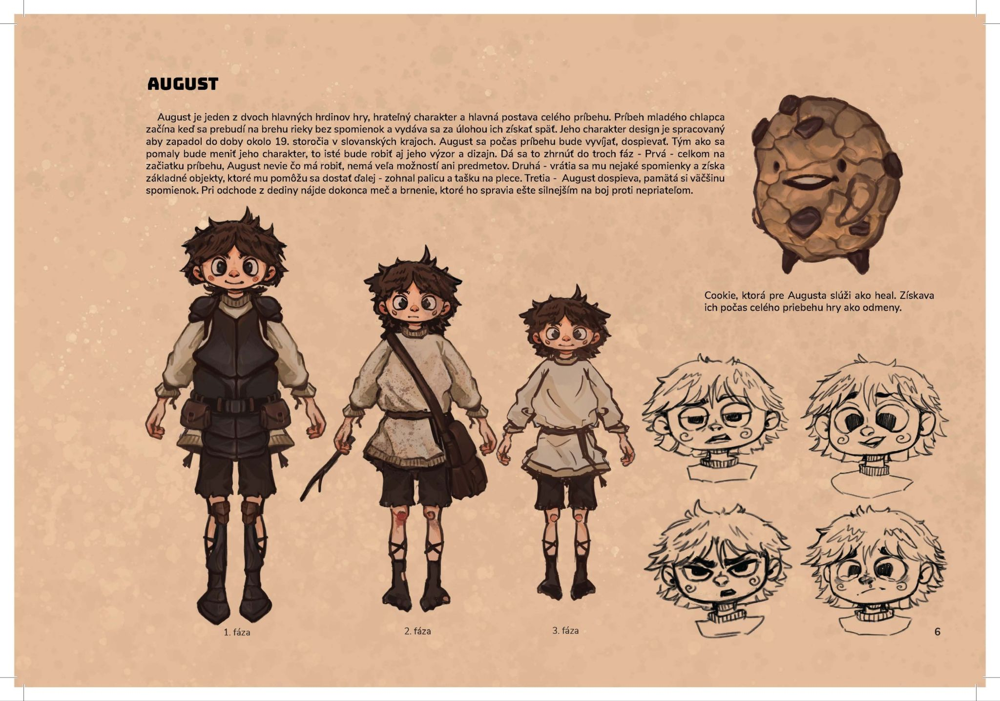 AUGUST
August je jeden z dvoch hlavných hrdinov hry, hrateľný charakter a hlavná postava celého príbehu. Príbeh mladého chlapca
začína keď sa prebudí na brehu rieky bez spomienok a vydáva sa za úlohou ich získať späť. Jeho charakter design je spracovaný
aby zapadol do doby okolo 19. storočia v slovanských krajoch. August sa počas príbehu bude vyvíjať, dospievať. Tým ako sa
pomaly bude meniť jeho charakter, to isté bude robiť aj jeho výzor a dizajn. Dá sa to zhrnúť do troch fáz - Prvá - celkom na
začiatku príbehu, August nevie čo má robiť, nemá veľa možností ani predmetov. Druhá - vrátia sa mu nejaké spomienky a získa
základné objekty, ktoré mu pomôžu sa dostať ďalej - zohnal palicu a tašku na plece. Tretia - August dospieva, pamätá si väčšinu
spomienok. Pri odchode z dediny nájde dokonca meč a brnenie, ktoré ho spravia ešte silnejším na boj proti nepriateľom.
Cookie, ktorá pre Augusta slúži ako heal. Získava
ich počas celého priebehu hry ako odmeny.
1. fáza
2. fáza
3. fáza
6